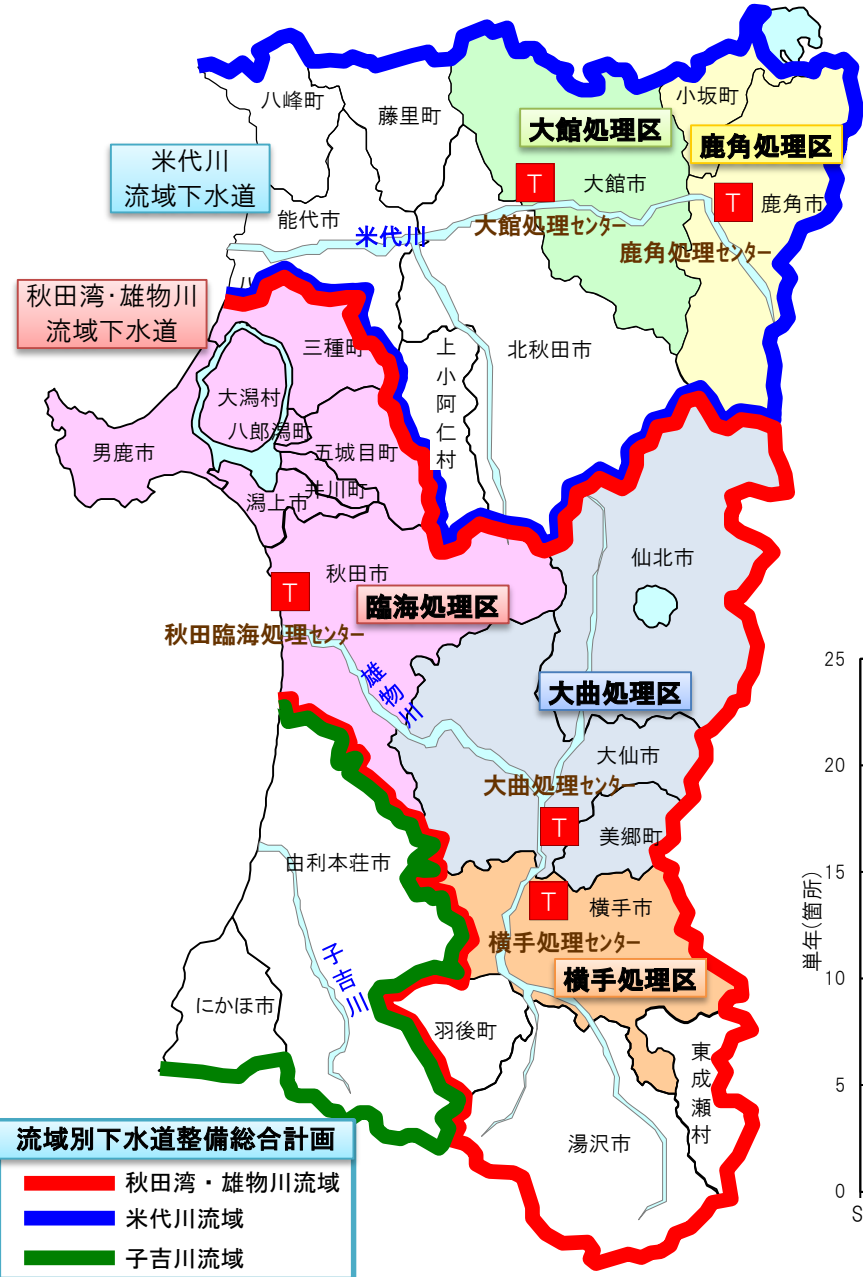 八峰町
藤里町
小坂町
大館処理区
鹿角処理区
米代川
流域下水道
T
大館市
T
鹿角市
能代市
米代川
大館処理センター
鹿角処理センター
秋田湾・雄物川
流域下水道
三種町
上小阿仁村
北秋田市
大潟村
八郎潟町
男鹿市
五城目町
井川町
潟上市
仙北市
秋田市
T
臨海処理区
秋田臨海処理センター
雄物川
大曲処理区
大仙市
大曲処理センター
T
美郷町
由利本荘市
T
横手市
横手処理センター
子吉川
横手処理区
にかほ市
羽後町
東成瀬村
湯沢市
流域別下水道整備総合計画
秋田湾・雄物川流域
米代川流域
子吉川流域
25
20
15
10
5
0
単年(箇所)
S